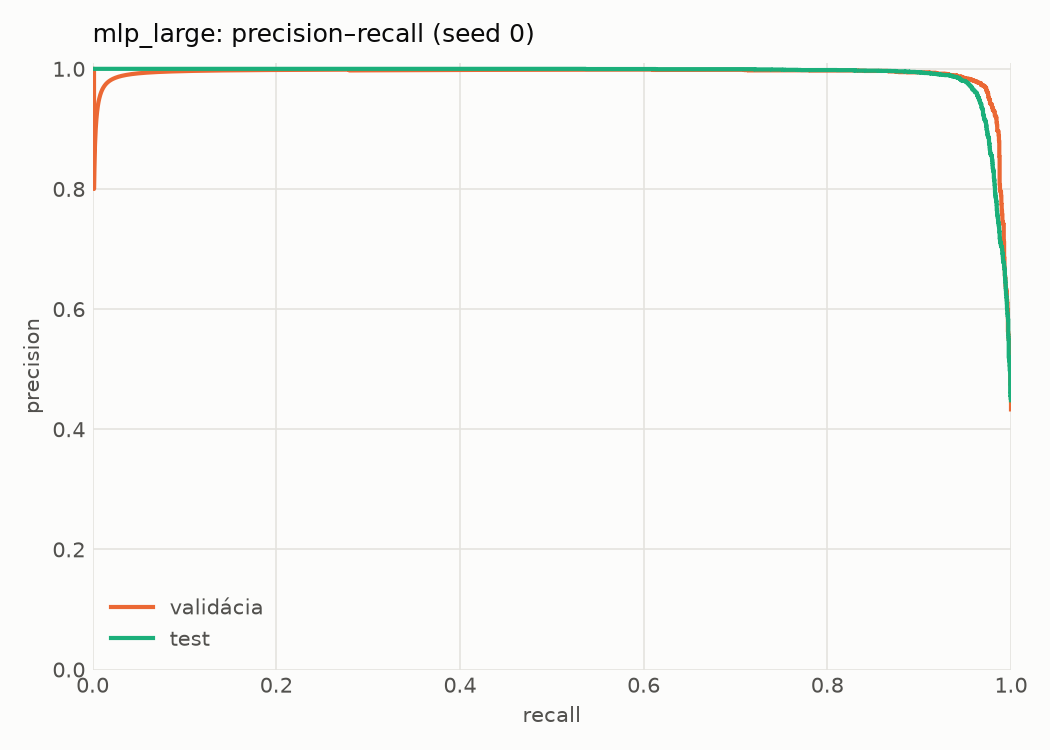 mlp_large: precision–recall (seed 0)
1.0
0.8
0.6
0.4
0.2
0.0
precision
validácia
test
0.0 0.2 0.4 0.6 0.8 1.0
recall